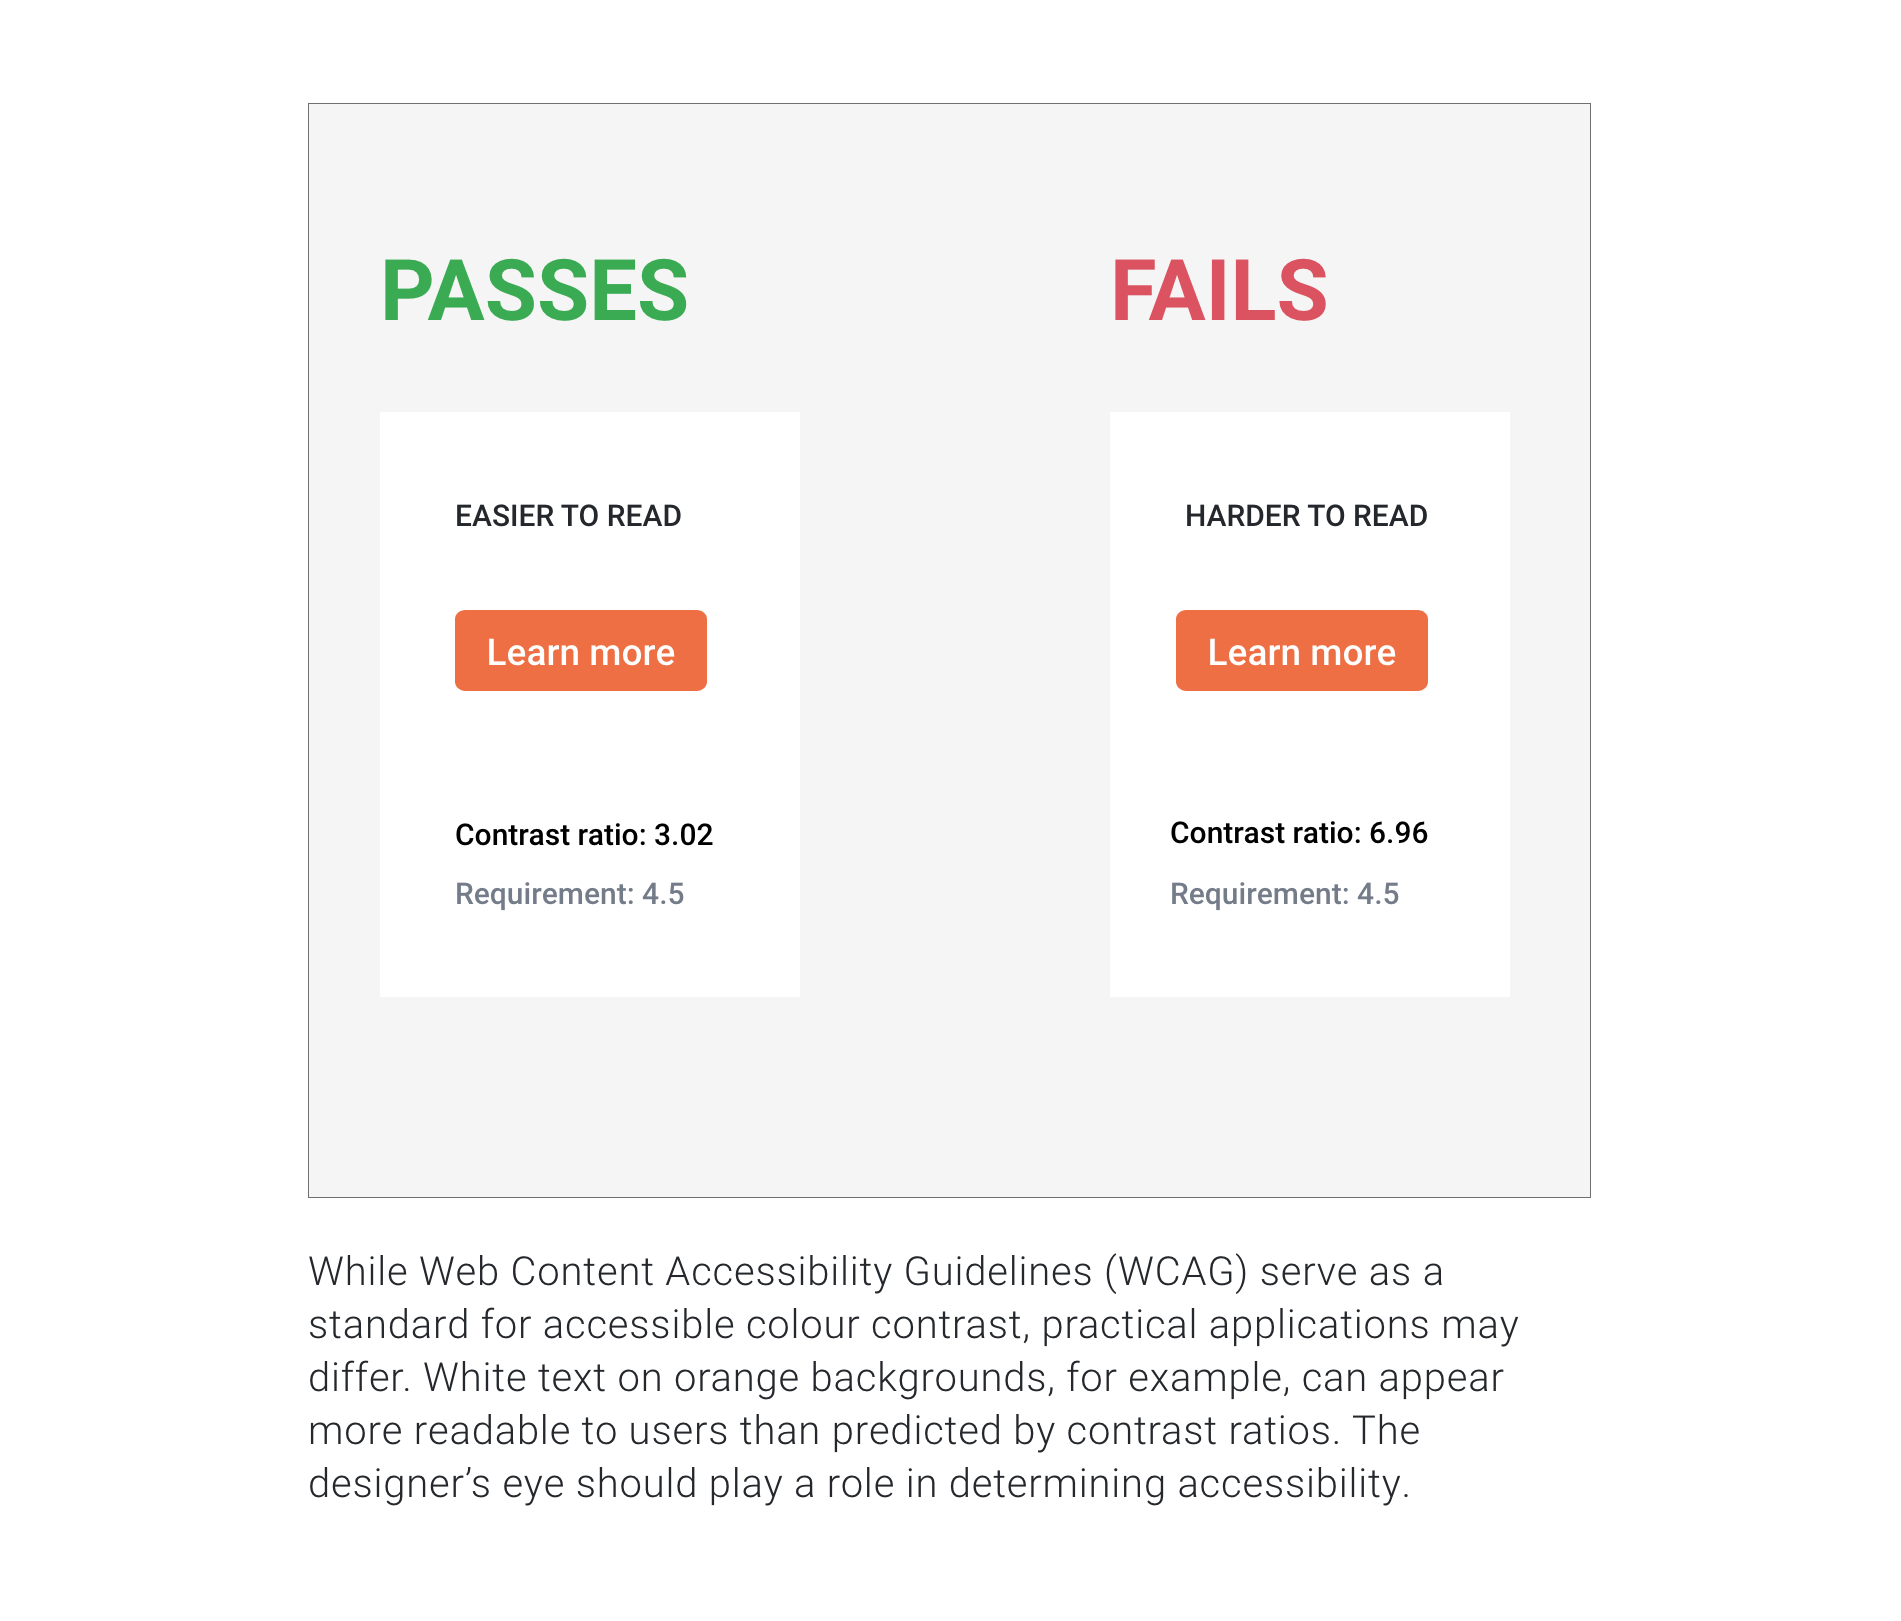 PASSES
FAILS
EASIER TO READ
HARDER TO READ
Learn more
Learn more
Contrast ratio: 3.02
Contrast ratio: 6.96
Requirement: 4.5
Requirement: 4.5
While Web Content Accessibility Guidelines (WCAG) serve as a
standard for accessible colour contrast, practical applications may
differ. White text on orange backgrounds, for example, can appear
more readable to users than predicted by contrast ratios. The
designer’s eye should play a role in determining accessibility.